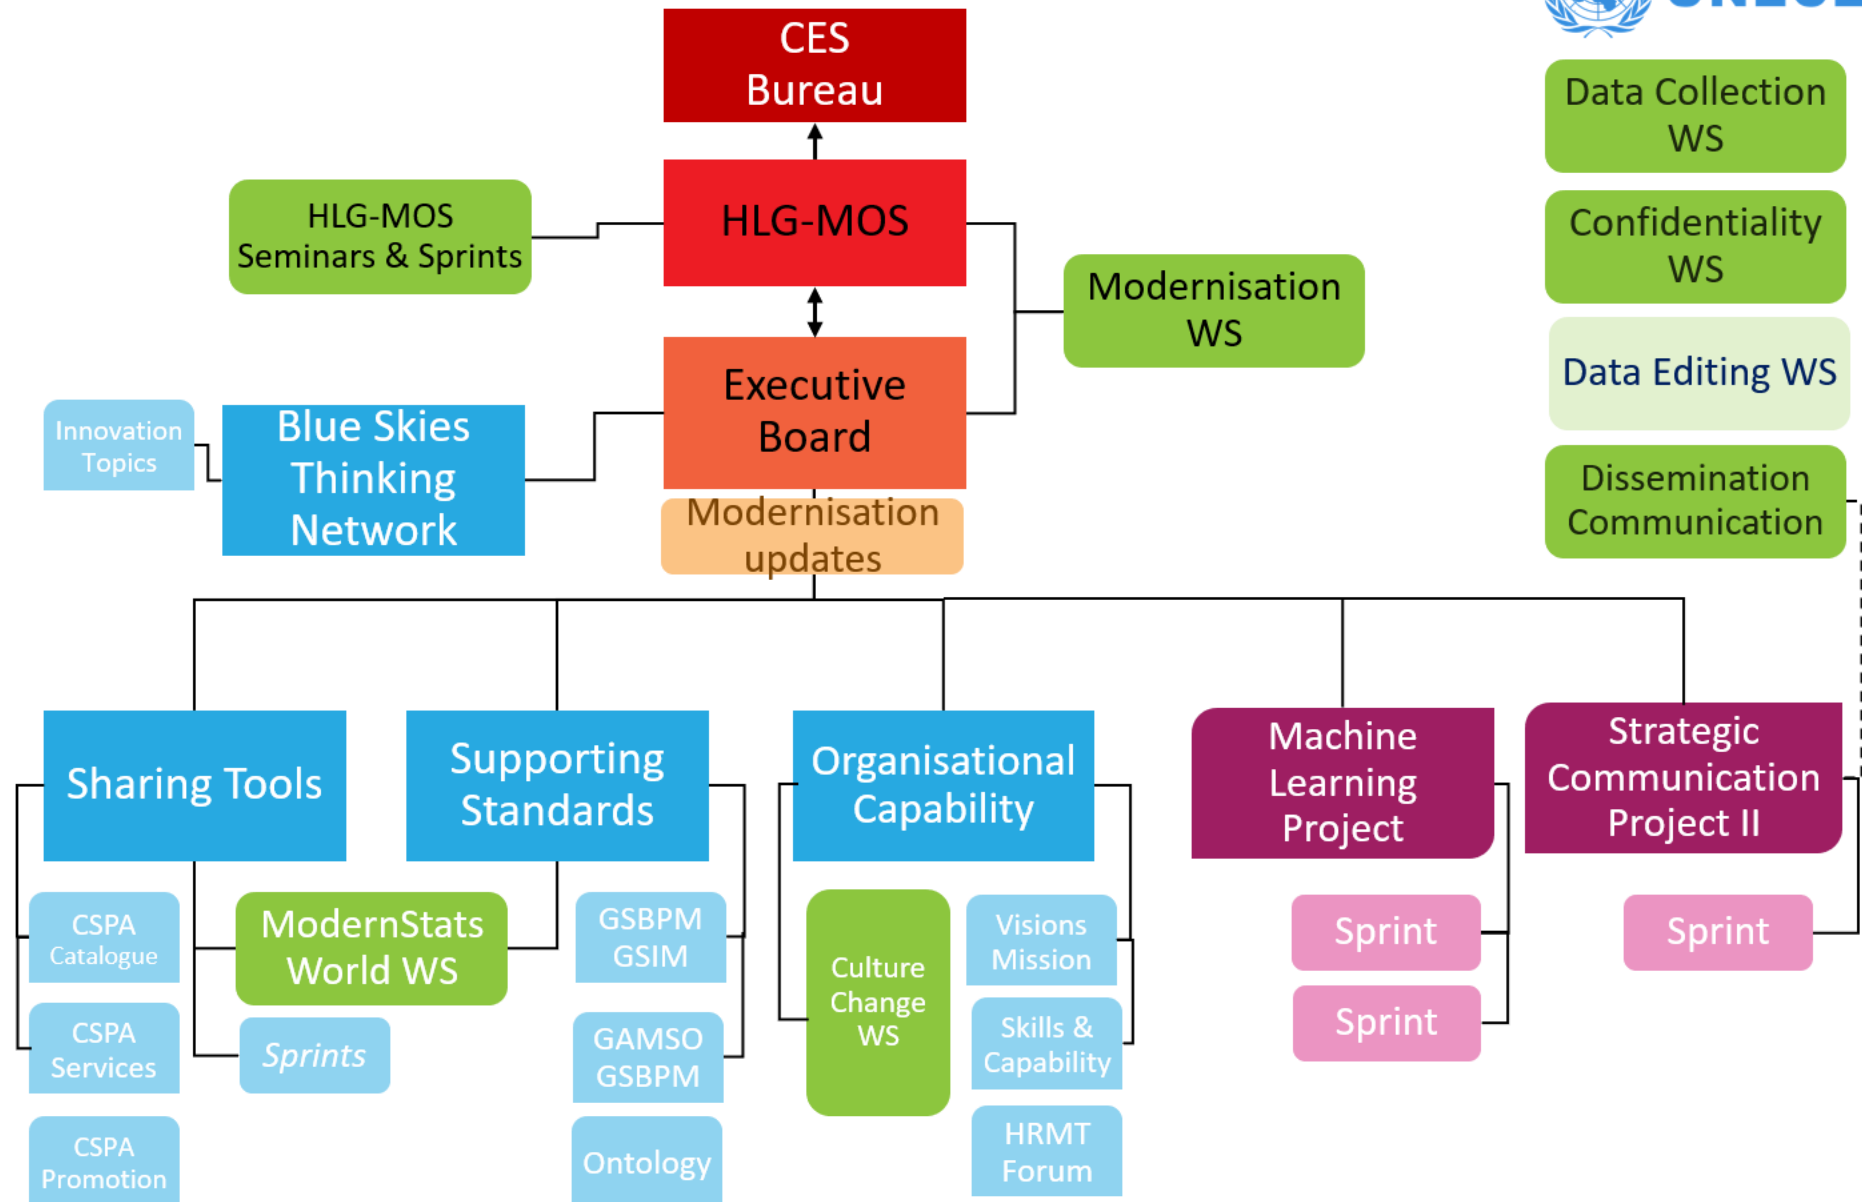 UNECE
CES
Bureau
Data Collection
WS
HLG-MOS
HLG-MOS
Seminars & Sprints
Confidentiality
WS
Modernisation
WS
Data Editing WS
Executive
Board
Innovation
Topics
Blue Skies
Thinking
Network
Dissemination
Communication
Modernisation
updates
Sharing Tools
Supporting
Standards
Organisational
Capability
Machine
Learning
Project
Strategic
Communication
Project II
CSPA
Catalogue
ModernStats
World WS
GSBPM
GSIM
Culture
Change
WS
Visions
Mission
Sprint
Sprint
CSPA
Services
Sprints
GAMSO
GSBPM
Skills &
Capability
Sprint
CSPA
Promotion
Ontology
HRMT
Forum